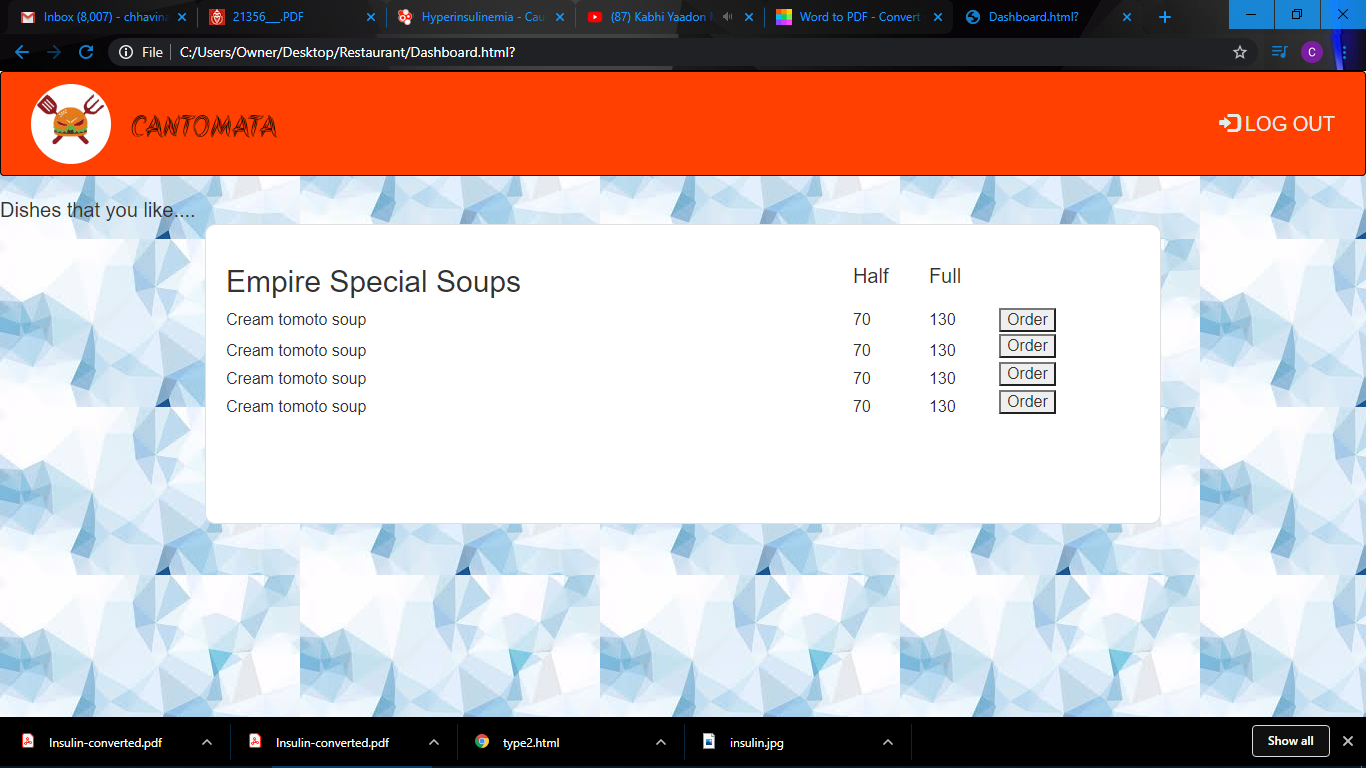 Inbox (8,007) - chhavina
21356___.PDF
Hyperinsulinemia - Cau
(87) Kabhi Yaadon
Word to PDF - Convert
Dashboard.html?
File
C:/Users/Owner/Desktop/Restaurant/Dashboard.html?
C
CANTOMATA
LOG OUT
Dishes that you like....
Empire Special Soups Half Full
Cream tomoto soup 70 130 Order
Cream tomoto soup 70 130 Order
Cream tomoto soup 70 130 Order
Cream tomoto soup 70 130 Order
Insulin-converted.pdf
Insulin-converted.pdf
type2.html
insulin.jpg
Show all